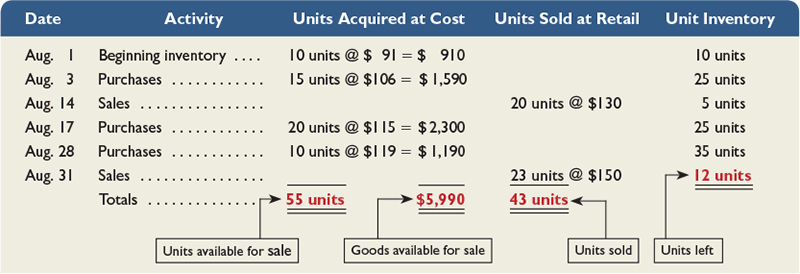 Date Activity Units Acquired at Cost Units Sold at Retail Unit Inventory
Aug. 1 Beginning inventory .... 10 units @ $ 91 = $ 910 10 units
Aug. 3 Purchases ............ 15 units @ $106 = $1,590 25 units
Aug. 14 Sales ................ 20 units @ $130 5 units
Aug. 17 Purchases ............ 20 units @ $115 = $2,300 25 units
Aug. 28 Purchases ............ 10 units @ $119 = $1,190 35 units
Aug. 31 Sales ................ 23 units @ $150 12 units
Totals .............. 55 units $5,990 43 units
Units available for sale Goods available for sale Units sold Units left